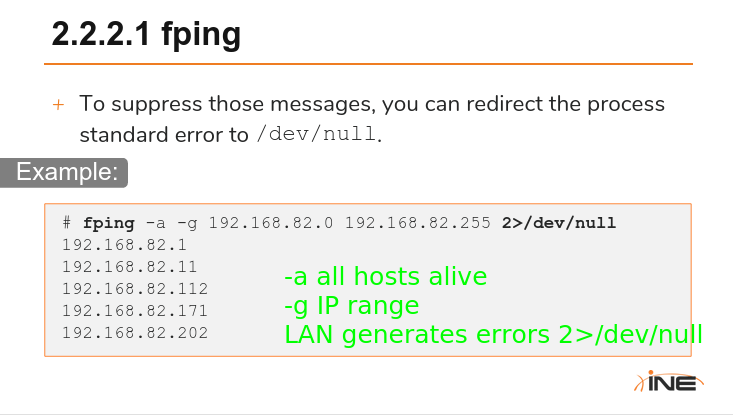 2.2.2.1 fping
+ To suppress those messages, you can redirect the process
standard error to /dev/null.
Example:
# fping -a -g 192.168.82.0 192.168.82.255 2>/dev/null
192.168.82.1
192.168.82.11
192.168.82.112
192.168.82.171
192.168.82.202
-a all hosts alive
-g IP range
LAN generates errors 2>/dev/null
INE